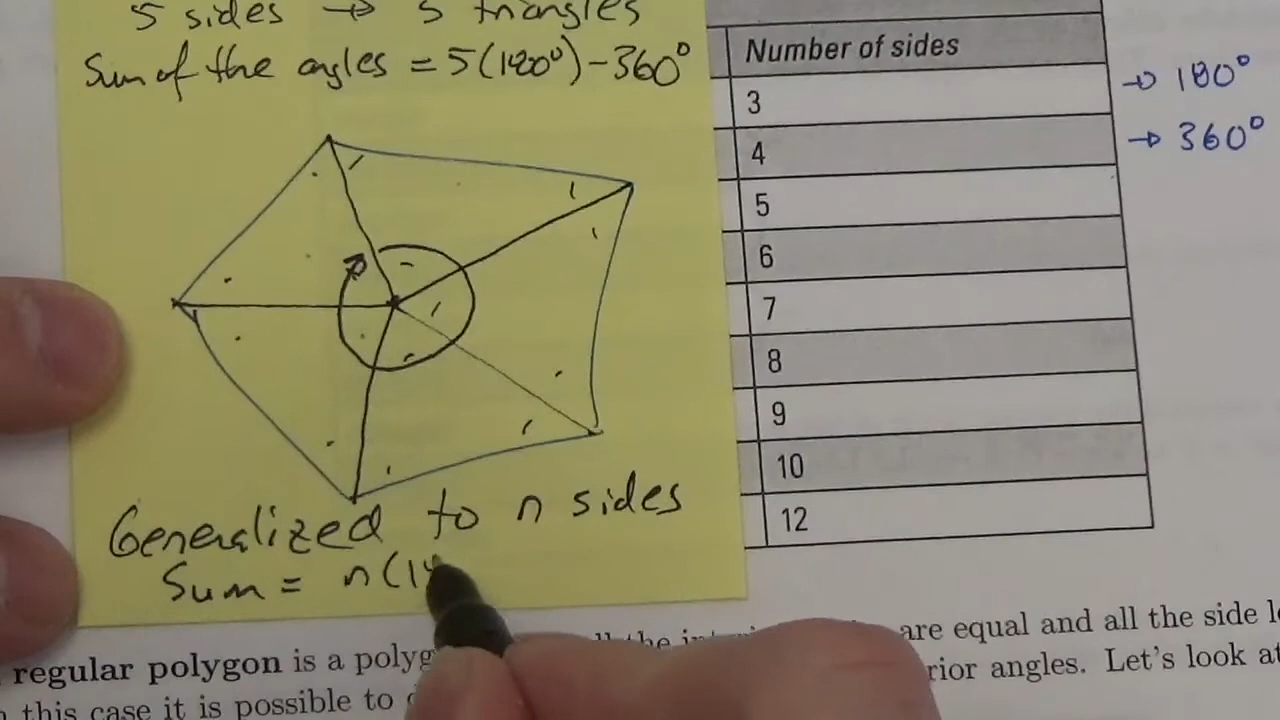 5 sides → 5 triangles
Sum of the angles = 5(180°) - 360°
Generalized to n sides
Sum = n(18
Number of sides
3
4
5
6
7
8
9
10
12
→ 180°
→ 360°
regular polygon is a polyg are equal and all the side
this case it is possible to rior angles. Let's look at